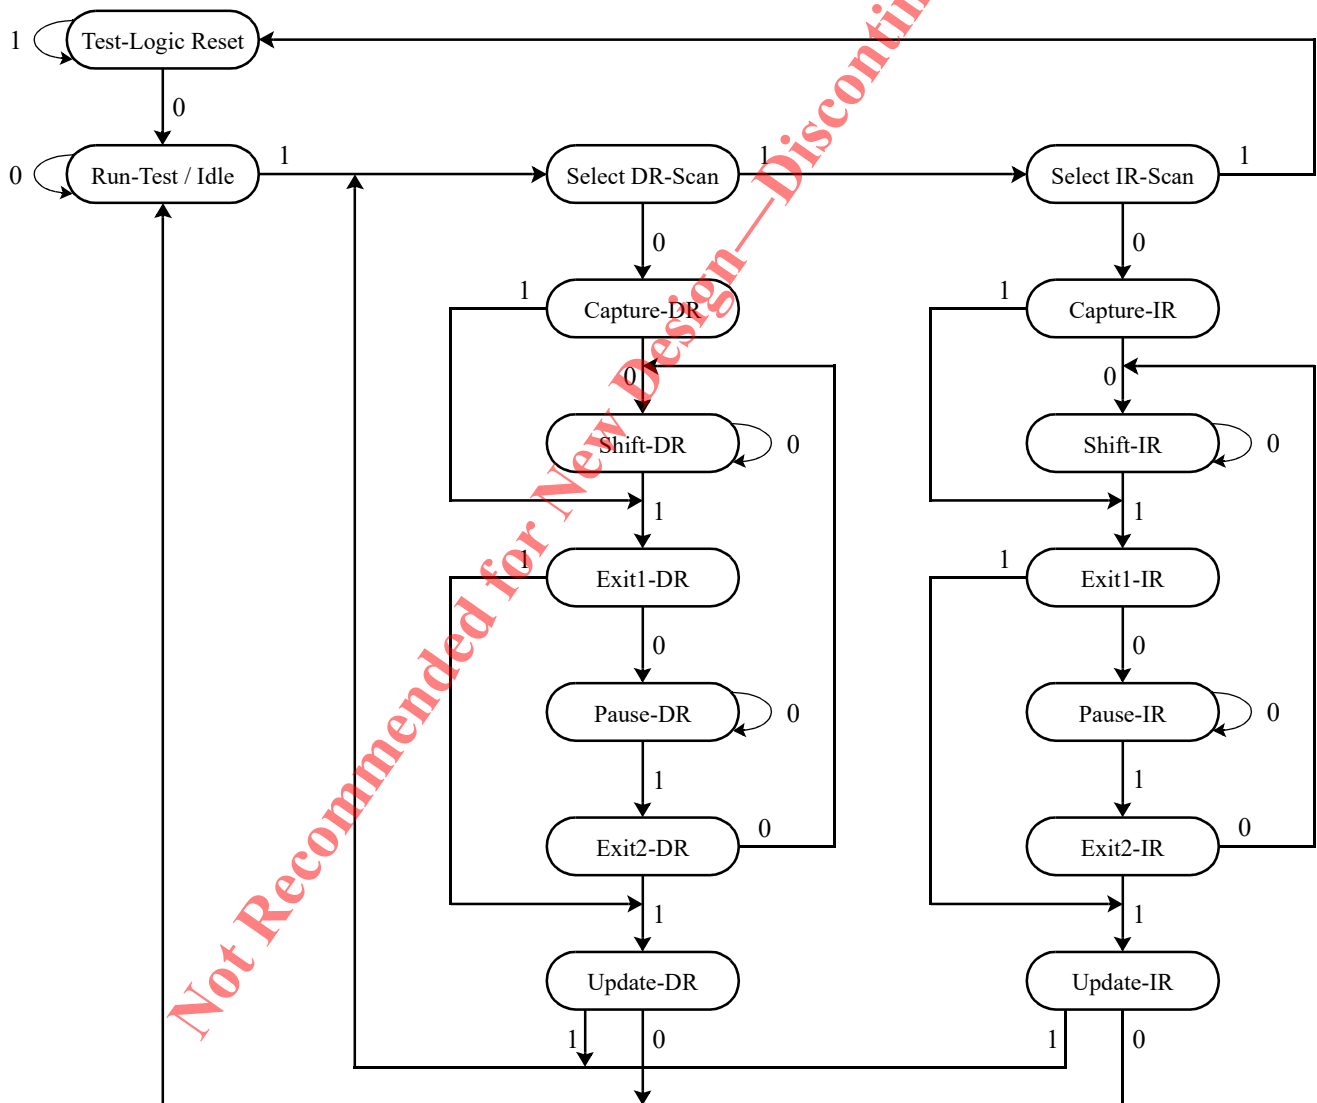 1
Test-Logic Reset
0
0
Run-Test / Idle
1
Select DR-Scan
1
Select IR-Scan
1
0
0
1
Capture-DR
1
Capture-IR
0
0
Shift-DR
0
Shift-IR
0
1
1
1
Exit1-DR
1
Exit1-IR
0
0
Pause-DR
0
Pause-IR
0
1
1
Exit2-DR
0
Exit2-IR
0
1
1
Update-DR
Update-IR
1
0
1
0
Not Recommended for New Design—Discontin